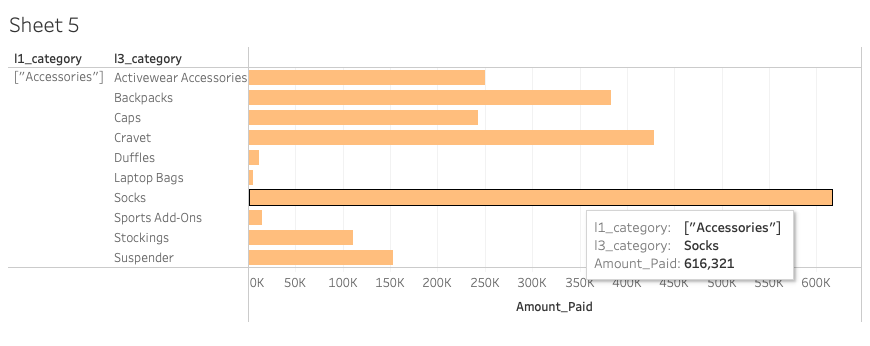 Sheet 5
l1_category l3_category
["Accessories"] Activewear Accessories
Backpacks
Caps
Cravet
Duffles
Laptop Bags
Socks
Sports Add-Ons
Stockings
Suspender
l1_category: ["Accessories"]
l3_category: Socks
Amount_Paid: 616,321
0K 50K 100K 150K 200K 250K 300K 350K 400K 450K 500K 550K 600K
Amount_Paid